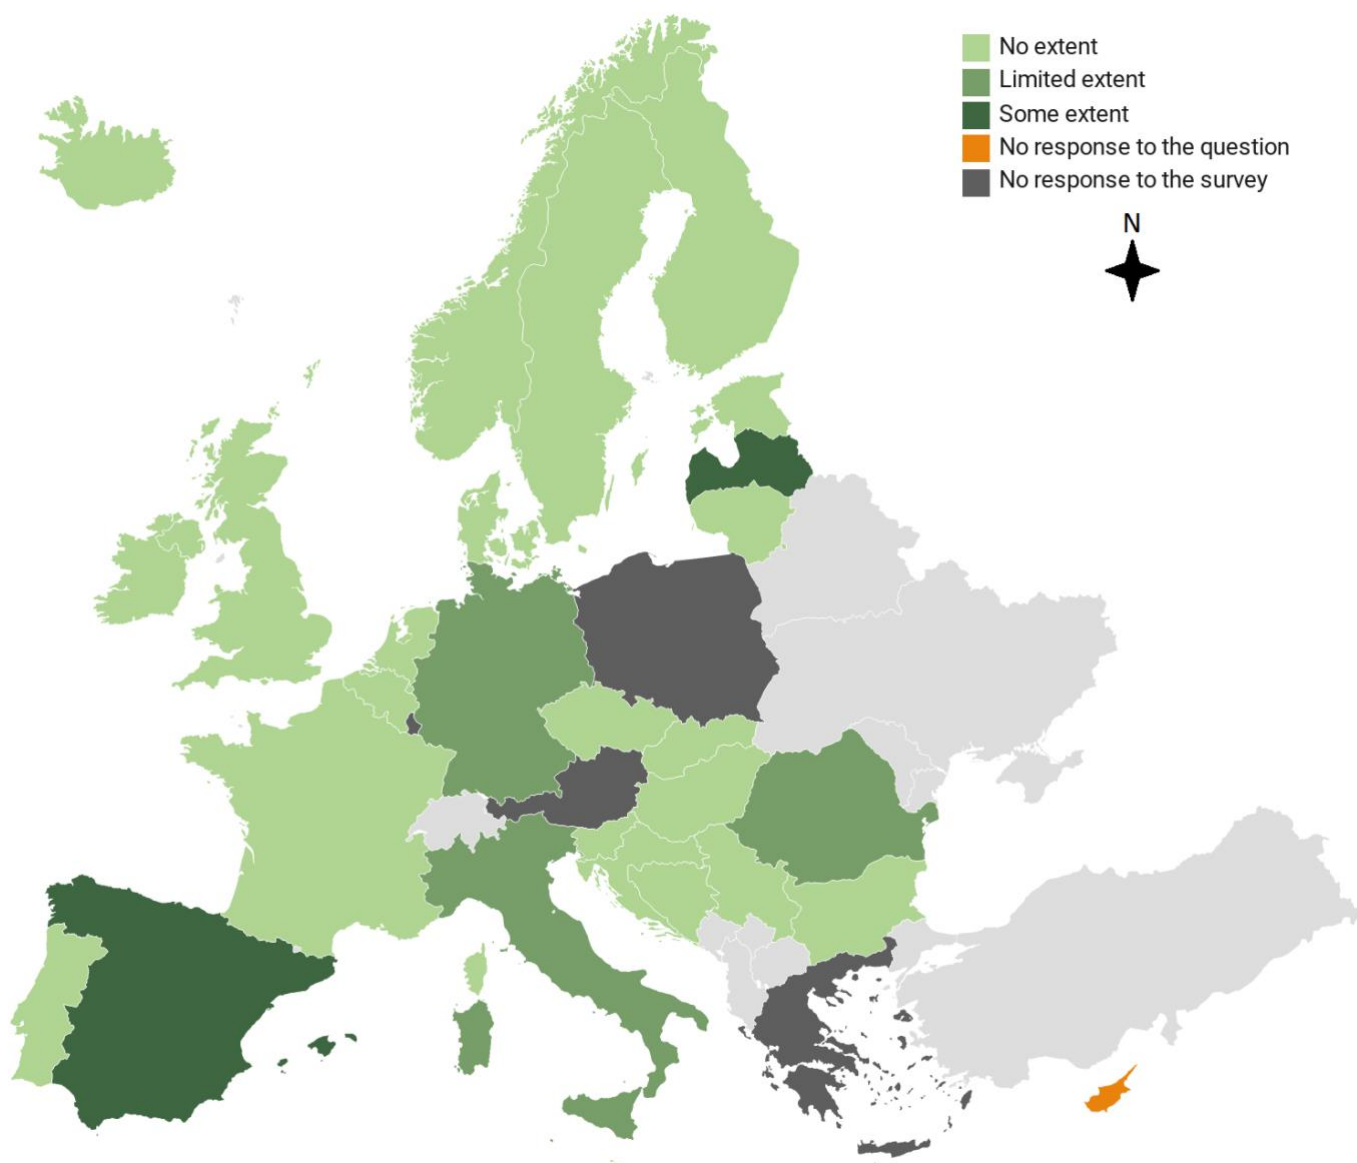 No extent
Limited extent
Some extent
No response to the question
No response to the survey
N